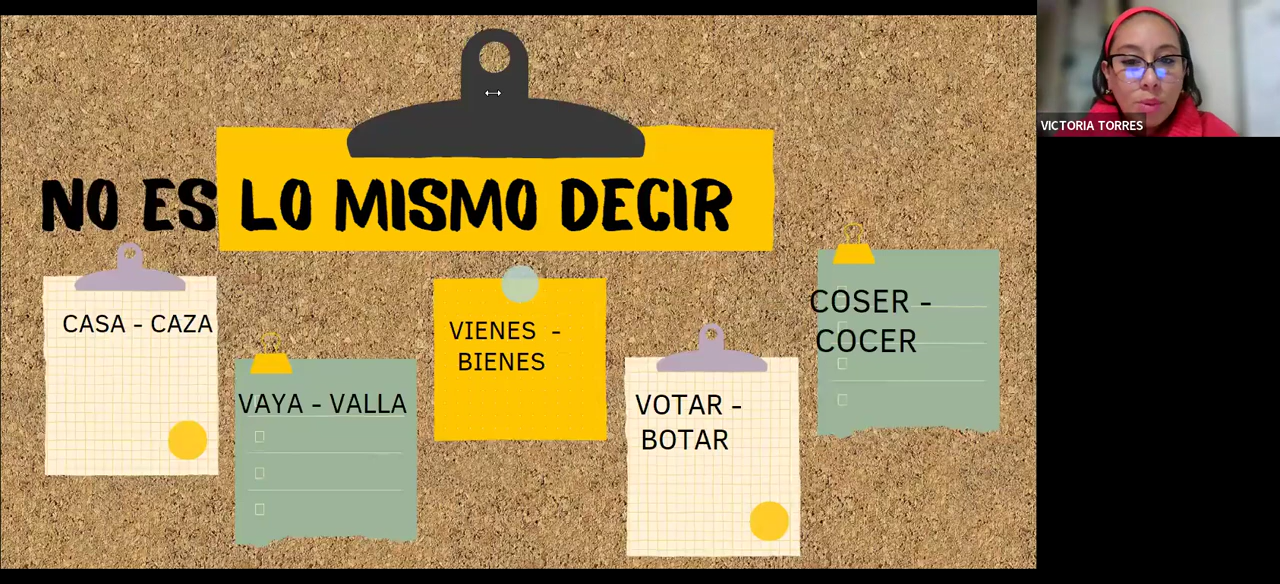 NO ES LO MISMO DECIR
CASA - CAZA
VAYA - VALLA
VIENES -
BIENES
VOTAR -
BOTAR
COSER -
COCER
VICTORIA TORRES